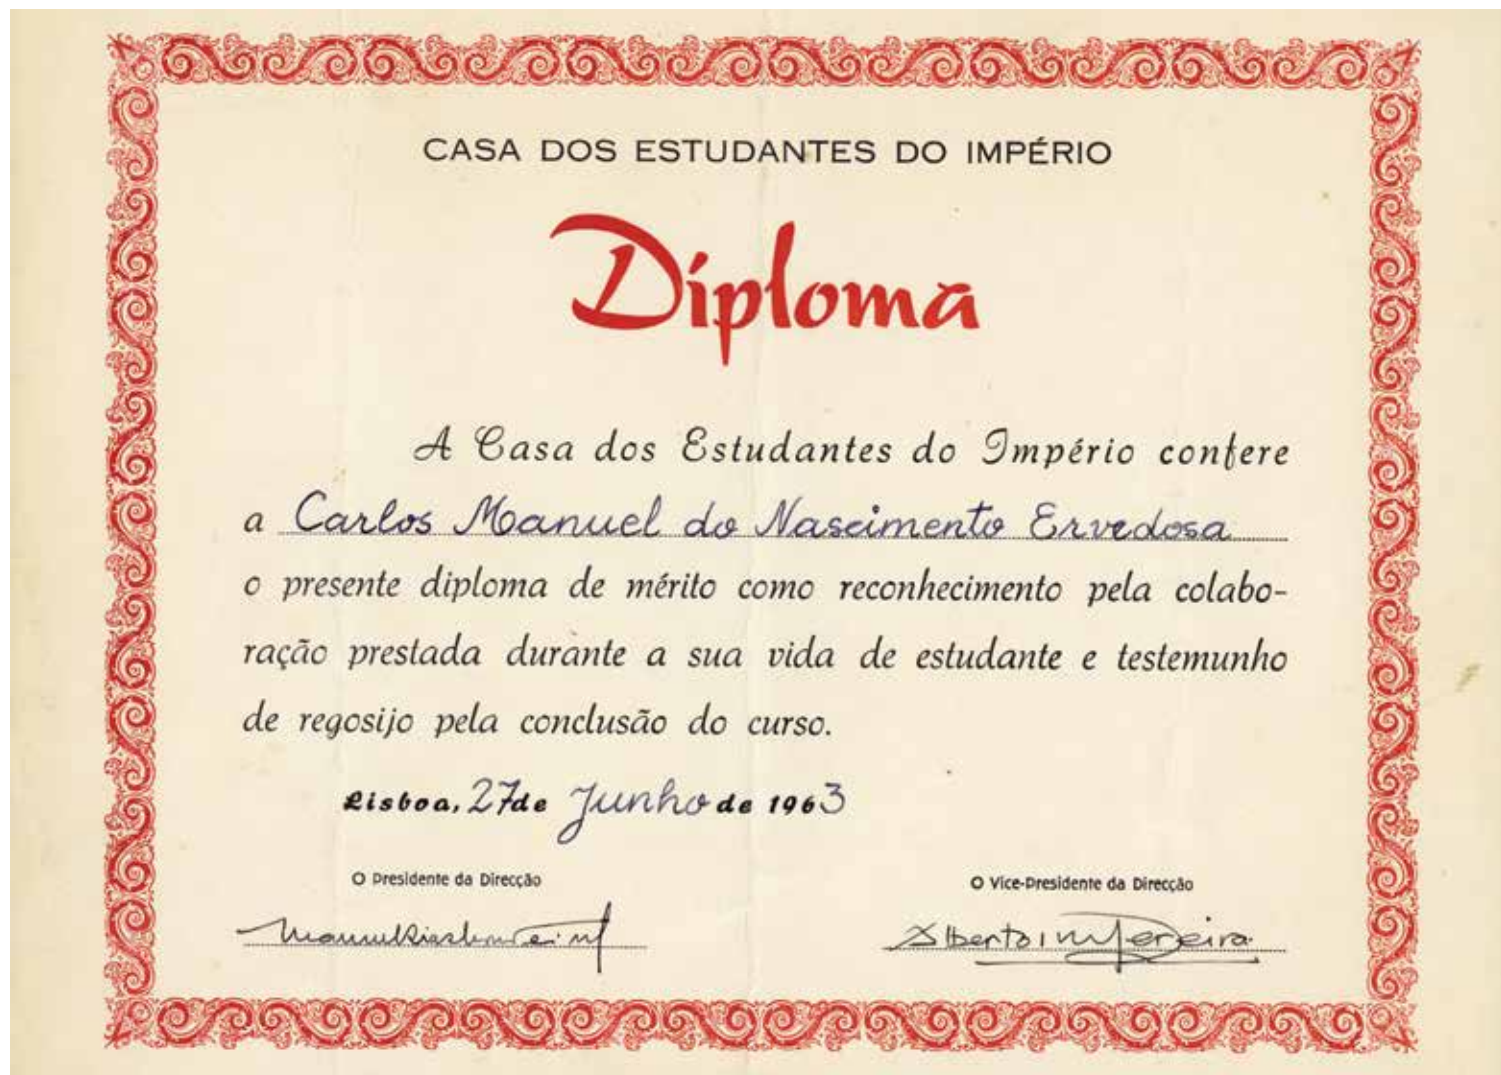 CASA DOS ESTUDANTES DO IMPÉRIO
Diploma
A Casa dos Estudantes do Império confere
a Carlos Manuel do Nascimento Ervedosa
o presente diploma de mérito como reconhecimento pela colabo-
ração prestada durante a sua vida de estudante e testemunho
de regosijo pela conclusão do curso.
Lisboa, 27 de Junho de 1963
O Presidente da Direcção
O Vice-Presidente da Direcção
Alberto Pereira